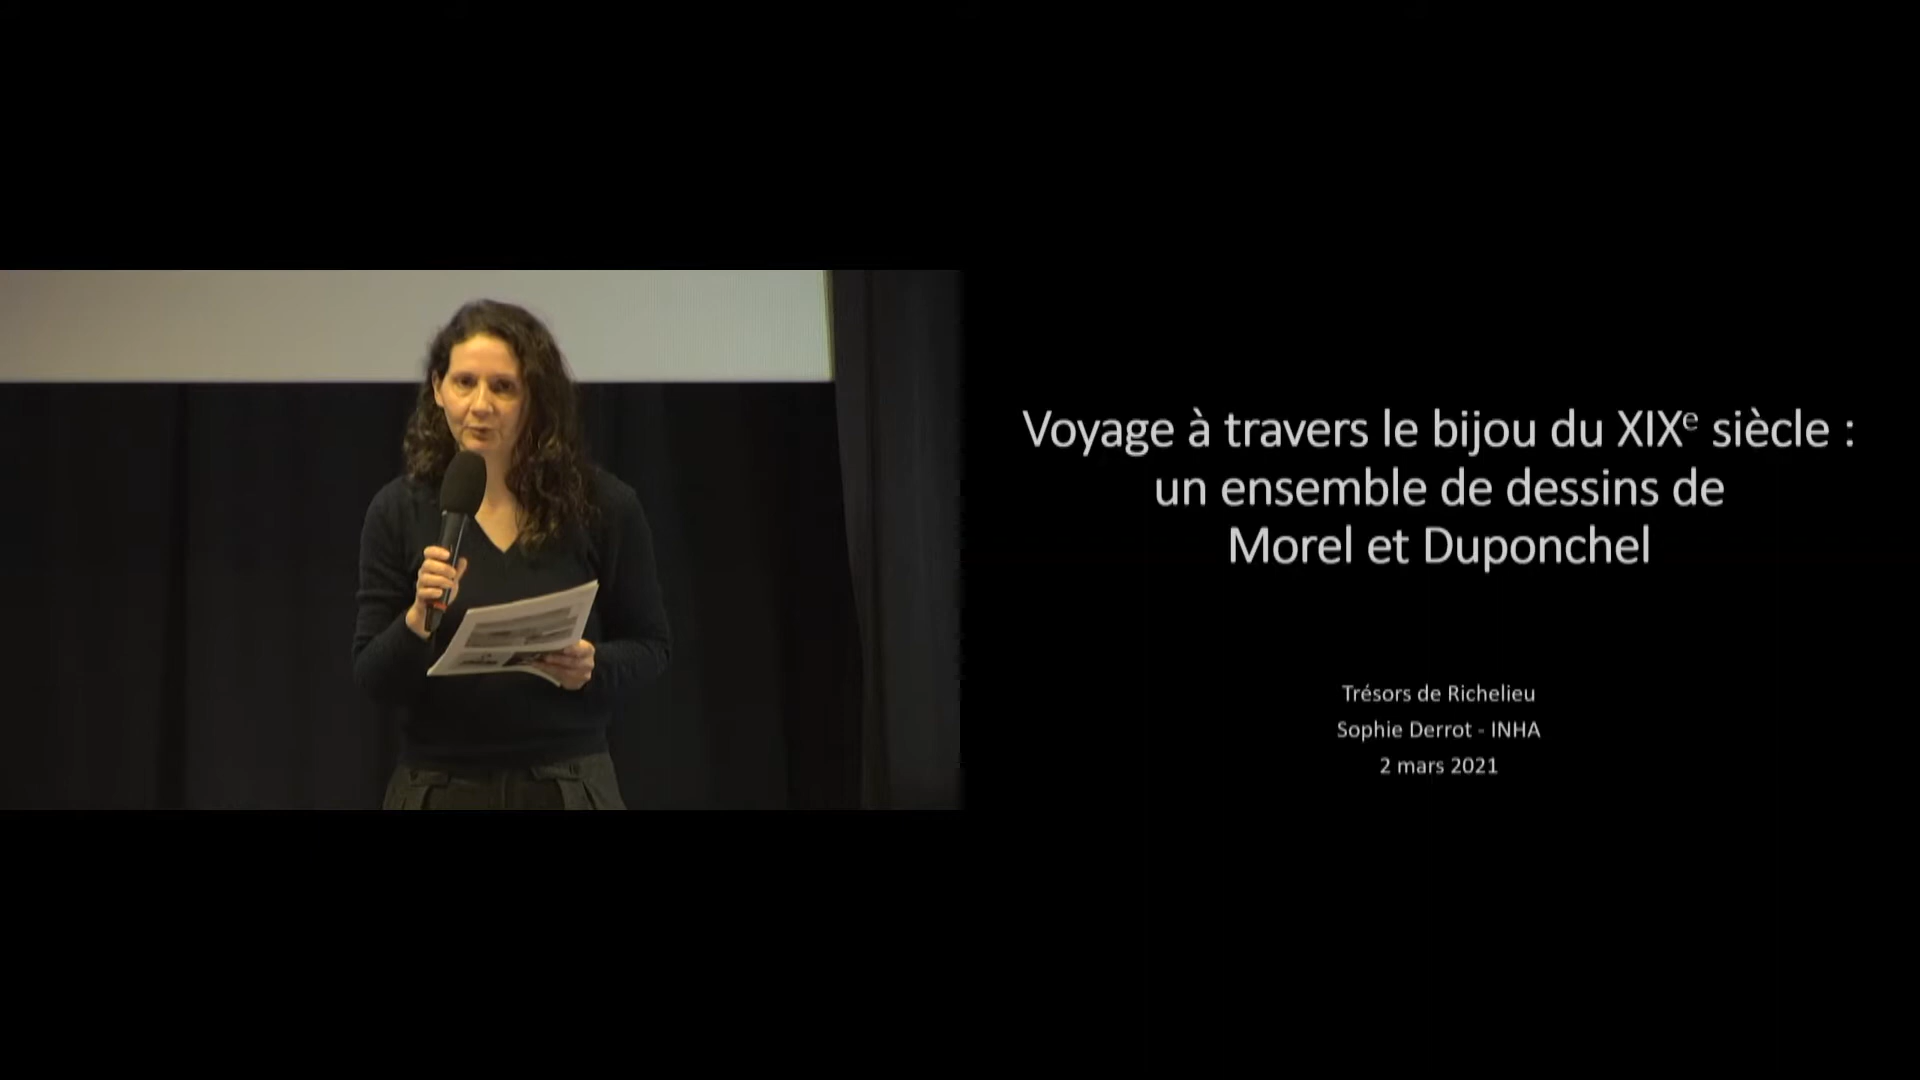 Voyage à travers le bijou du XIXᵉ siècle :
un ensemble de dessins de
Morel et Duponchel
Trésors de Richelieu
Sophie Derrot - INHA
2 mars 2021